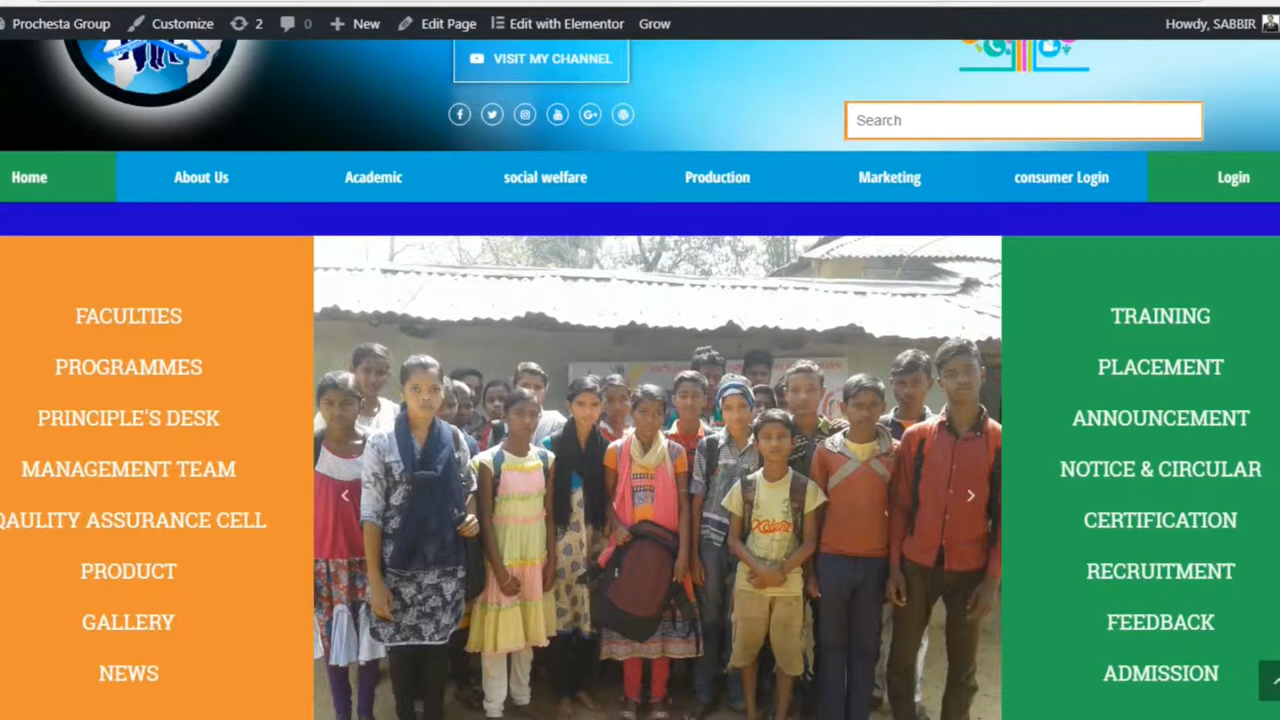 Prochesta Group Customize 2 0 New Edit Page Edit with Elementor Grow Howdy, SABBIR
VISIT MY CHANNEL
Search
Home About Us Academic social welfare Production Marketing consumer Login Login
FACULTIES
PROGRAMMES
PRINCIPLE'S DESK
MANAGEMENT TEAM
QAULITY ASSURANCE CELL
PRODUCT
GALLERY
NEWS
TRAINING
PLACEMENT
ANNOUNCEMENT
NOTICE & CIRCULAR
CERTIFICATION
RECRUITMENT
FEEDBACK
ADMISSION